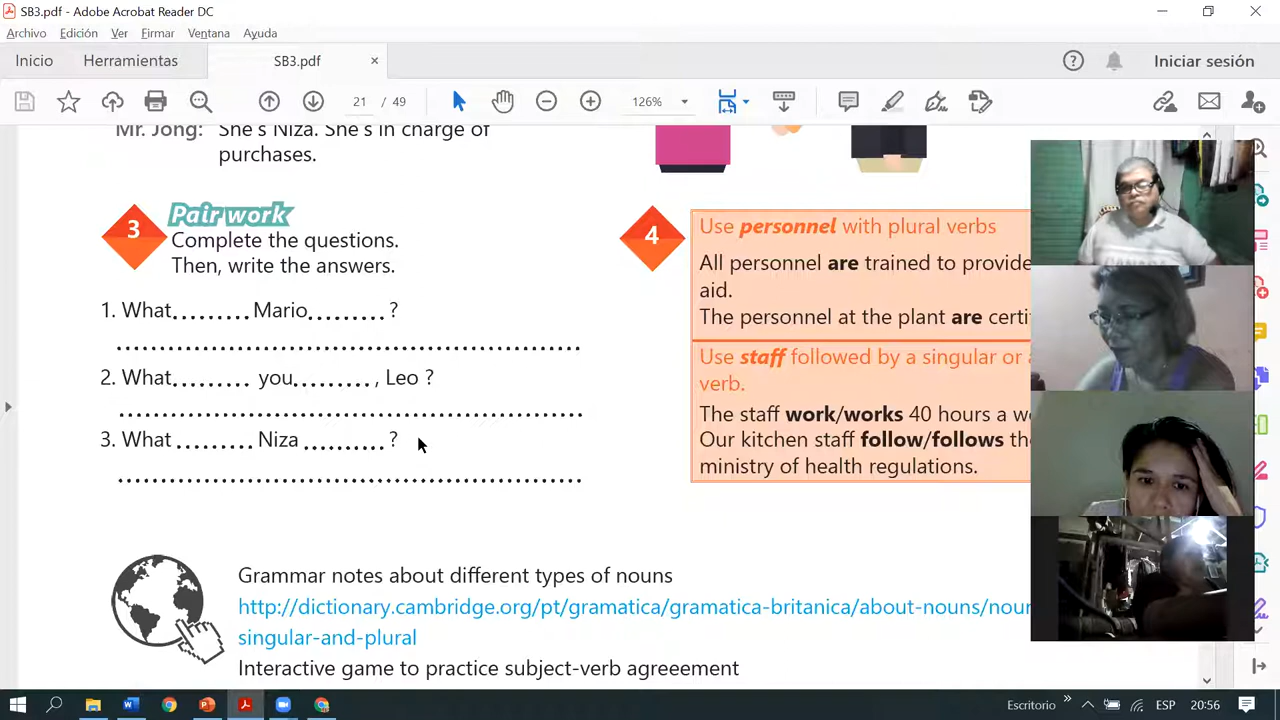 SB3.pdf - Adobe Acrobat Reader DC
Archivo Edición Ver Firmar Ventana Ayuda
Inicio Herramientas SB3.pdf × Iniciar sesión
21 / 49 126%
Mr. Jong: She's Niza. She's in charge of
purchases.
3 Pair work
Complete the questions.
Then, write the answers.
1. What......... Mario......... ?
.................................................................
2. What......... you......... , Leo ?
.................................................................
3. What ......... Niza ......... ?
.................................................................
4 Use personnel with plural verbs
All personnel are trained to provide
aid.
The personnel at the plant are
Use staff followed by a singular or
verb.
The staff work/works 40 hours a
Our kitchen staff follow/follows
ministry of health regulations.
Grammar notes about different types of nouns
http://dictionary.cambridge.org/pt/gramatica/gramatica-britanica/about-nouns/
singular-and-plural
Interactive game to practice subject-verb agreeement
Escritorio » ESP 20:56